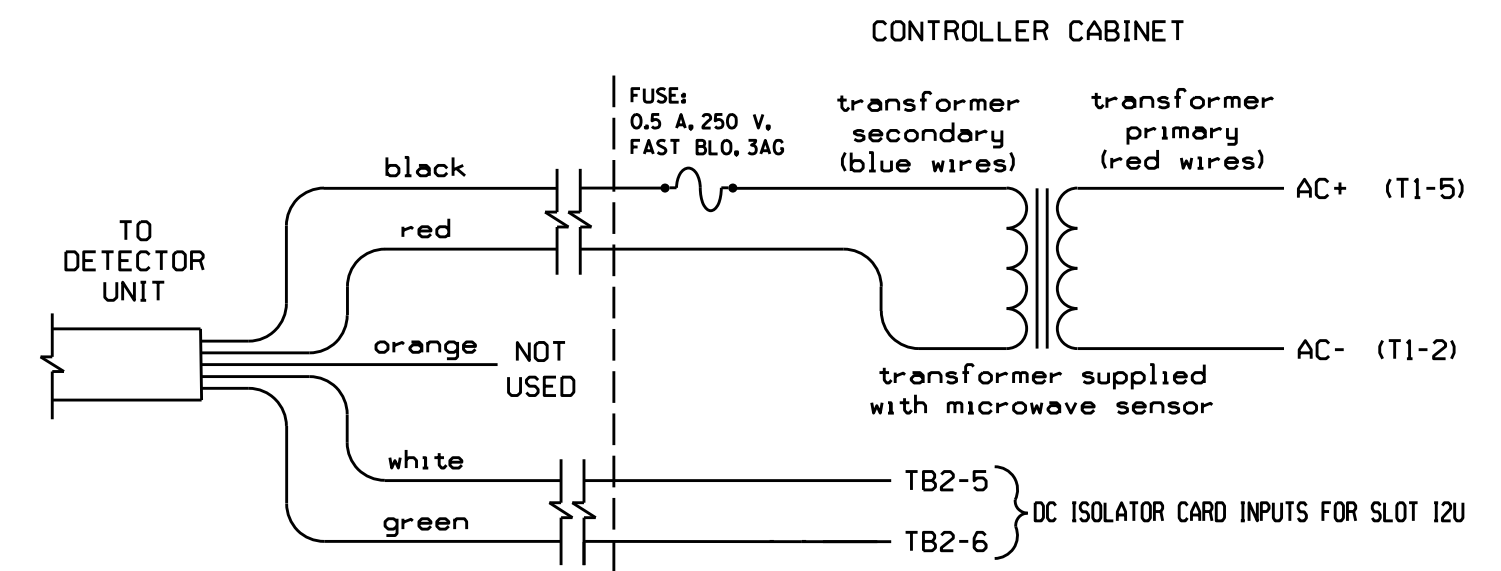 CONTROLLER CABINET
FUSE:
0.5 A, 250 V,
FAST BLO, 3AG
transformer
secondary
(blue wires)
transformer
primary
(red wires)
black
red
TO
DETECTOR
UNIT
AC+ (T1-5)
orange
NOT
USED
AC- (T1-2)
transformer supplied
with microwave sensor
white
green
TB2-5
TB2-6
DC ISOLATOR CARD INPUTS FOR SLOT I2U